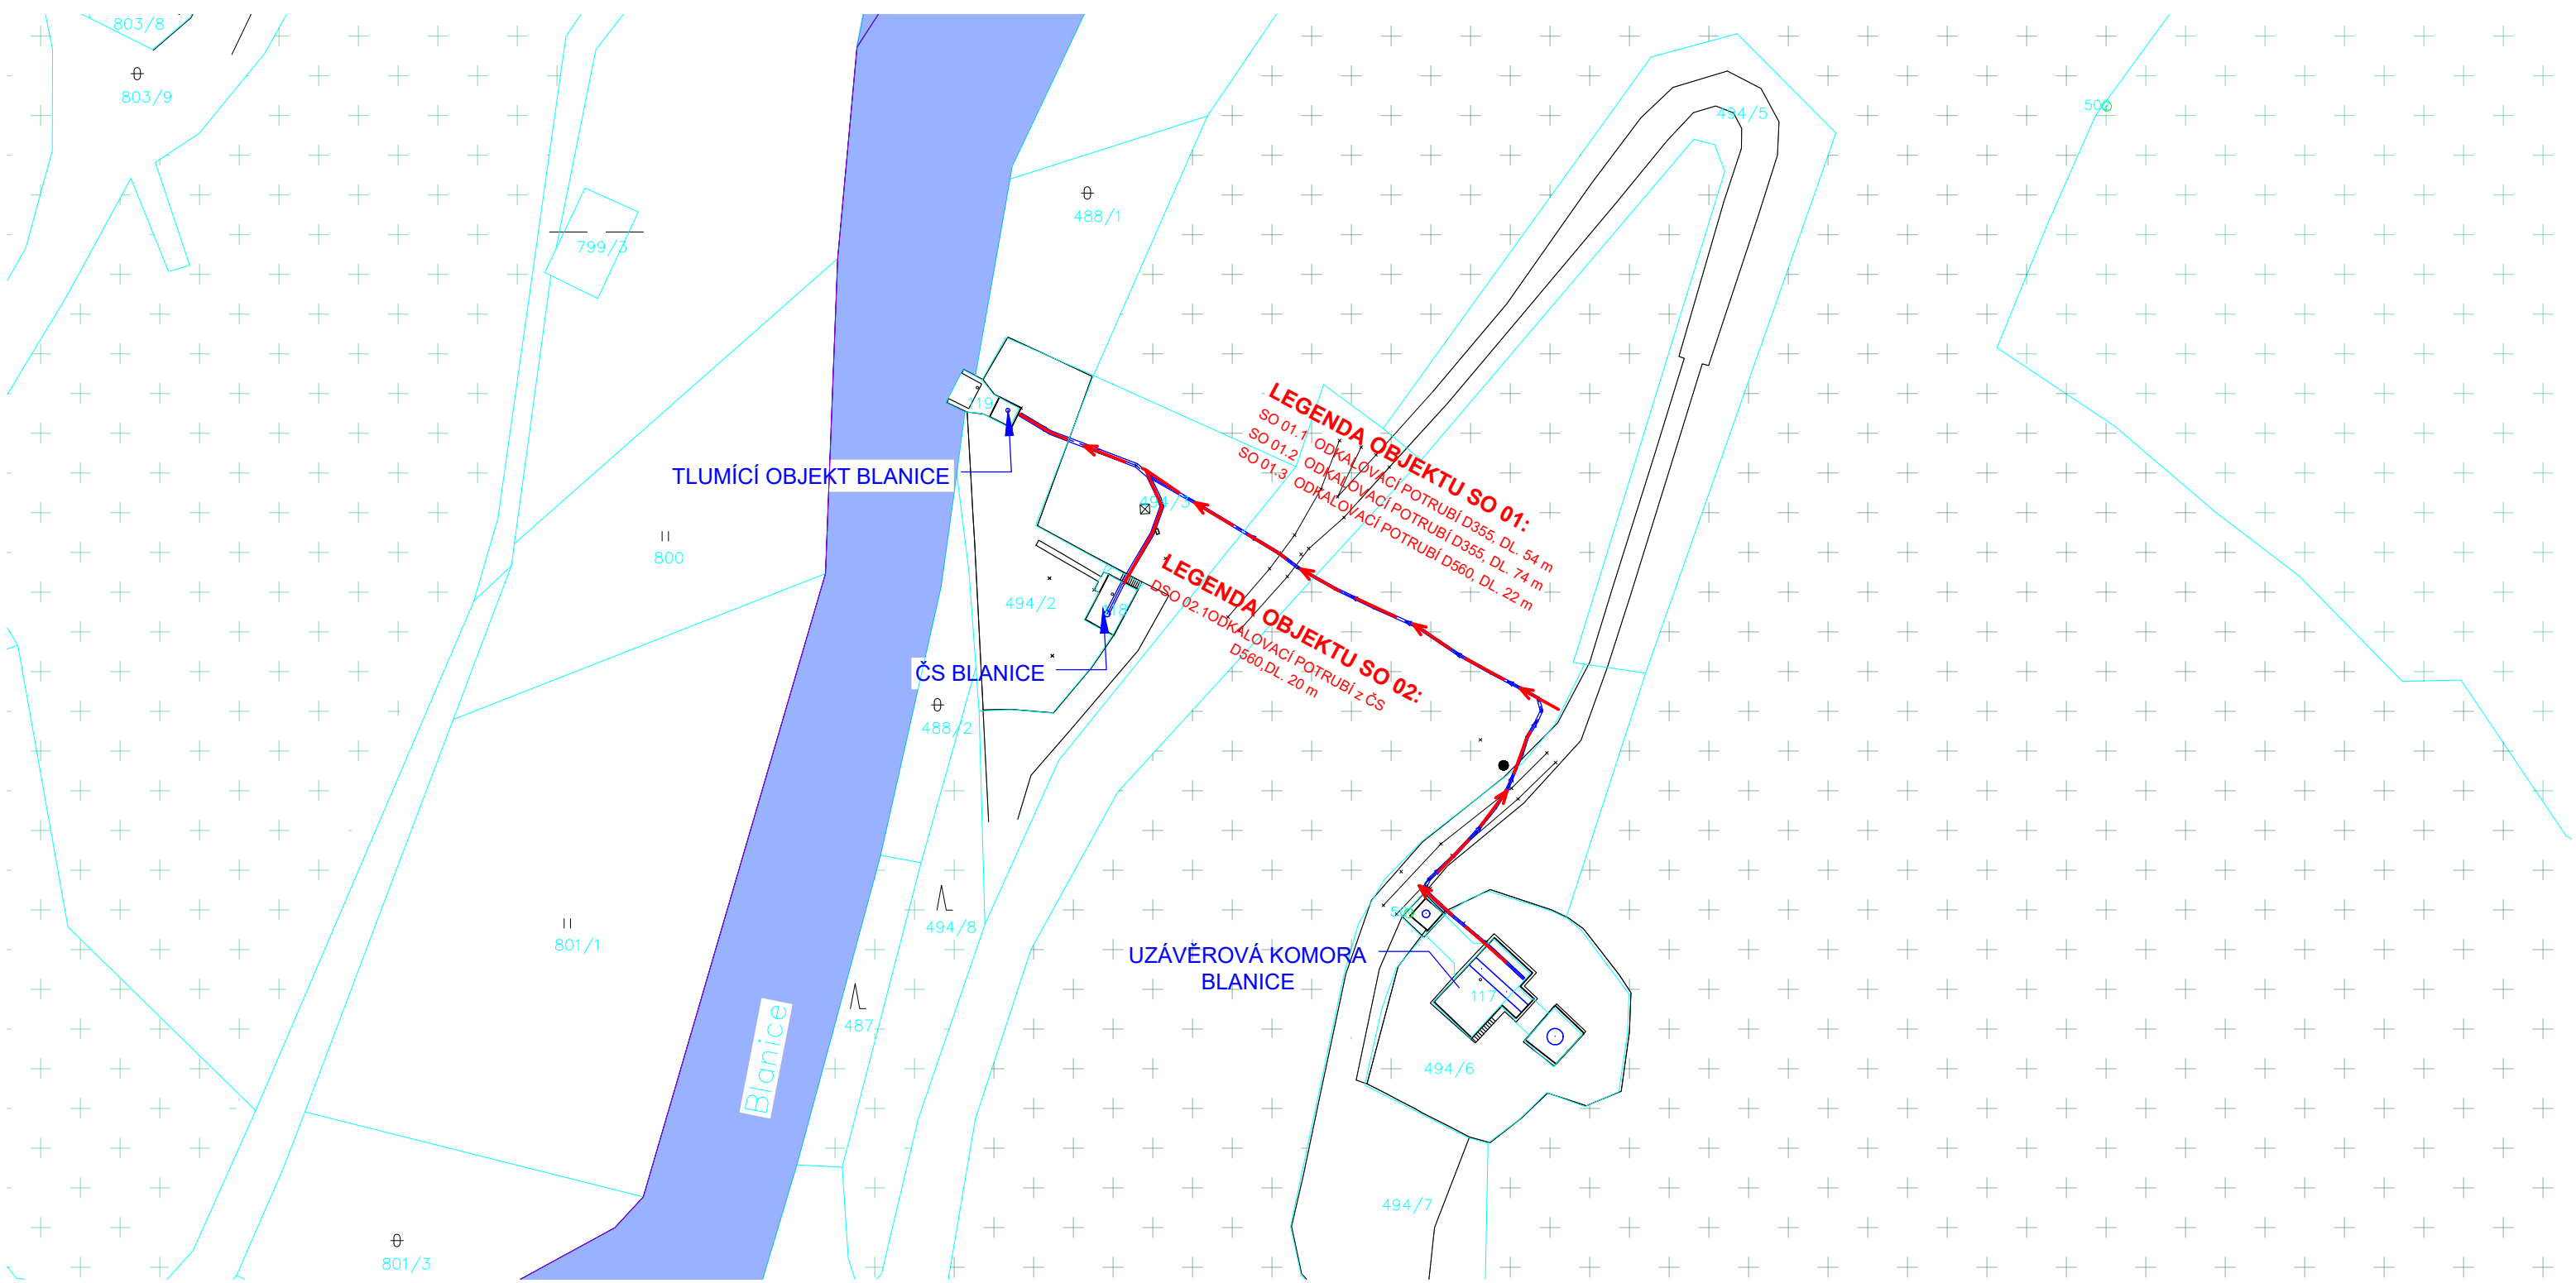 803/8
803/9
494/5
488/1
799/3
119
LEGENDA OBJEKTU SO 01:
SO 01.1 ODKALOVACÍ POTRUBÍ D355, DL. 54 m
SO 01.2 ODKALOVACÍ POTRUBÍ D355, DL. 74 m
SO 01.3 ODKALOVACÍ POTRUBÍ D560, DL. 22 m
TLUMÍCÍ OBJEKT BLANICE
494/3
800
494/2
118
LEGENDA OBJEKTU SO 02:
DSO 02.1ODKALOVACÍ POTRUBÍ z ČS
D560,DL. 20 m
ČS BLANICE
488/2
494/8
801/1
UZÁVĚROVÁ KOMORA
BLANICE
117
487
Blanice
494/6
494/7
801/3